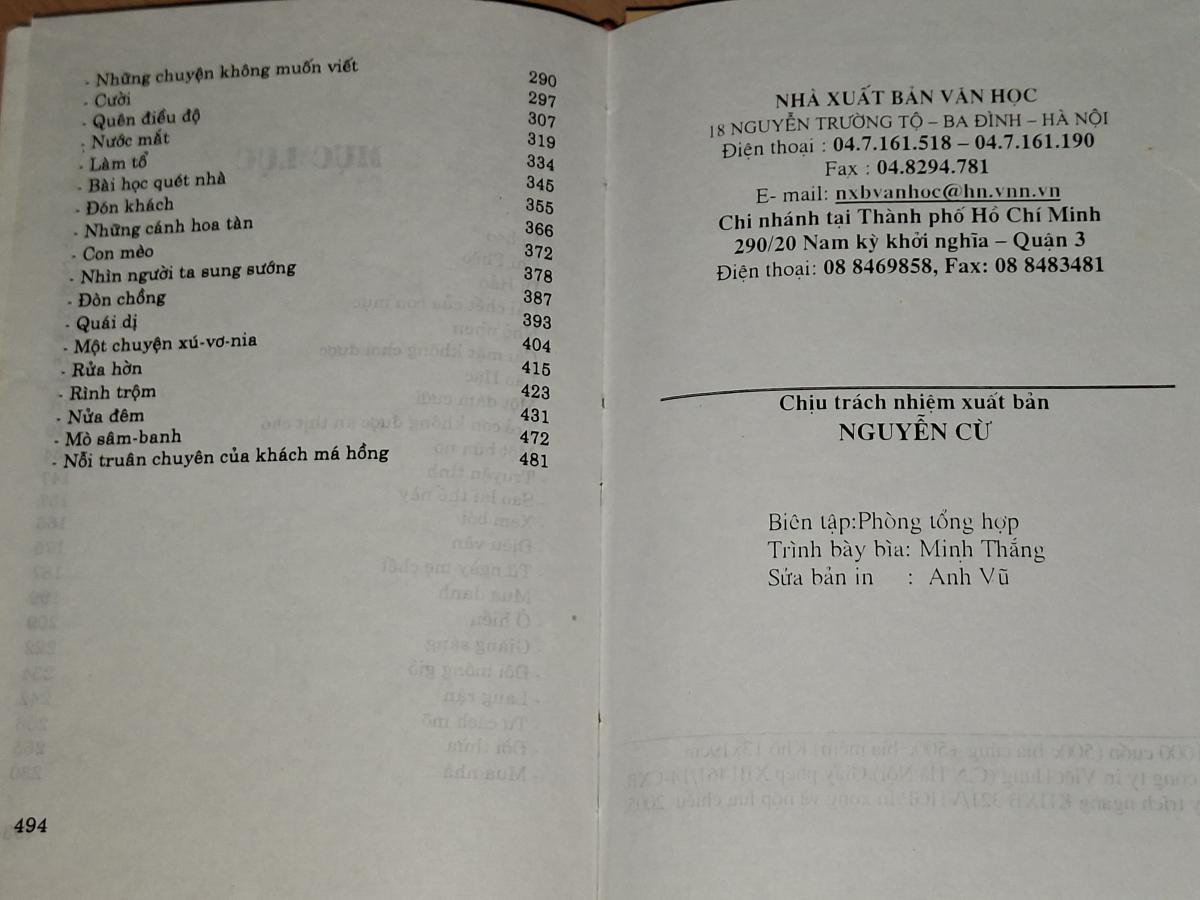 - Những chuyện không muốn viết 290
- Cười 297
- Quên điều độ 307
- Nước mắt 319
- Làm tổ 334
- Bài học quét nhà 345
- Đón khách 355
- Những cánh hoa tàn 366
- Con mèo 372
- Nhìn người ta sung sướng 378
- Đòn chồng 387
- Quái dị 393
- Một chuyện xú-vơ-nia 404
- Rửa hờn 415
- Rình trộm 423
- Nửa đêm 431
- Mò sâm-banh 472
- Nỗi truân chuyên của khách má hồng 481
494
NHÀ XUẤT BẢN VĂN HỌC
18 NGUYỄN TRƯỜNG TỘ – BA ĐÌNH – HÀ NỘI
Điện thoại : 04.7.161.518 – 04.7.161.190
Fax : 04.8294.781
E- mail: nxbvanhoc@hn.vnn.vn
Chi nhánh tại Thành phố Hồ Chí Minh
290/20 Nam kỳ khởi nghĩa – Quận 3
Điện thoại: 08 8469858, Fax: 08 8483481
Chịu trách nhiệm xuất bản
NGUYỄN CỪ
Biên tập:Phòng tổng hợp
Trình bày bìa: Minh Thắng
Sửa bản in : Anh Vũ